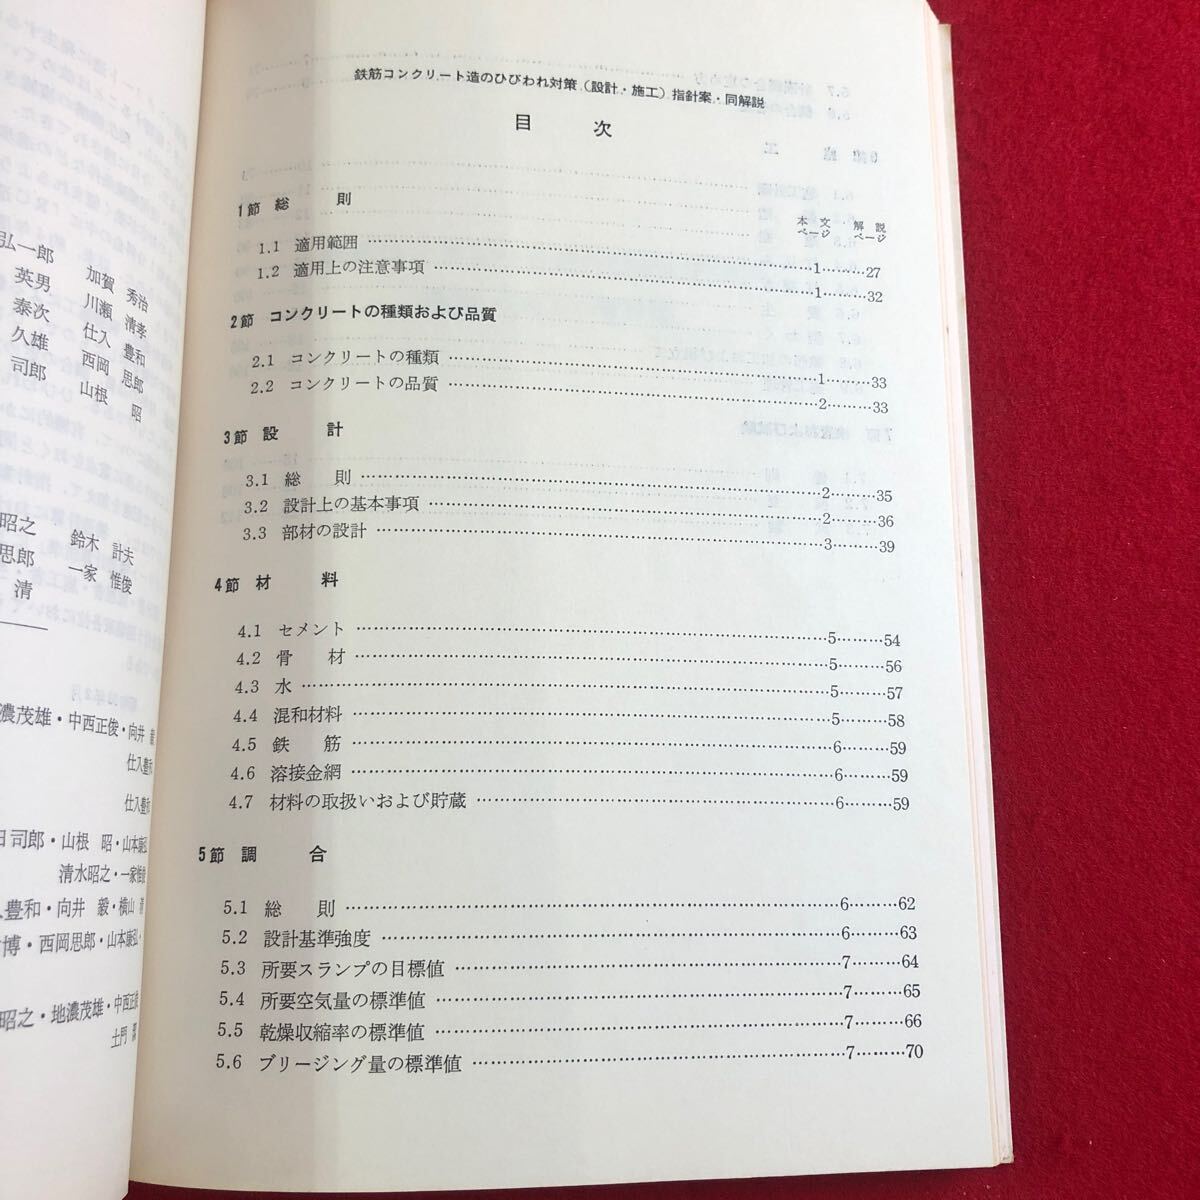 弘一郎 加賀 秀治
英男 川瀬 清孝
泰次 仕入 豊和
久雄 西岡 思郎
司郎 山根 昭
昭之 鈴木 計夫
思郎 一家 惟俊
清
濃茂雄・中西正俊・向井 毅
仕入豊和
仕入豊和
司郎・山根 昭・山本康弘
清水昭之・一家惟俊
豊和・向井 毅・横山 清
博・西岡思郎・山本康弘・
昭之・地濃茂雄・中西正俊
鉄筋コンクリート造のひびわれ対策(設計・施工)指針案・同解説
目 次
本文ページ 解説ページ
1節 総 則
1.1 適用範囲……1……27
1.2 適用上の注意事項……1……32
2節 コンクリートの種類および品質
2.1 コンクリートの種類……1……33
2.2 コンクリートの品質……2……33
3節 設 計
3.1 総 則……2……35
3.2 設計上の基本事項……2……36
3.3 部材の設計……3……39
4節 材 料
4.1 セメント……5……54
4.2 骨 材……5……56
4.3 水……5……57
4.4 混和材料……5……58
4.5 鉄 筋……6……59
4.6 溶接金網……6……59
4.7 材料の取扱いおよび貯蔵……6……59
5節 調 合
5.1 総 則……6……62
5.2 設計基準強度……6……63
5.3 所要スランプの目標値……7……64
5.4 所要空気量の標準値……7……65
5.5 乾燥収縮率の標準値……7……66
5.6 ブリージング量の標準値……7……70